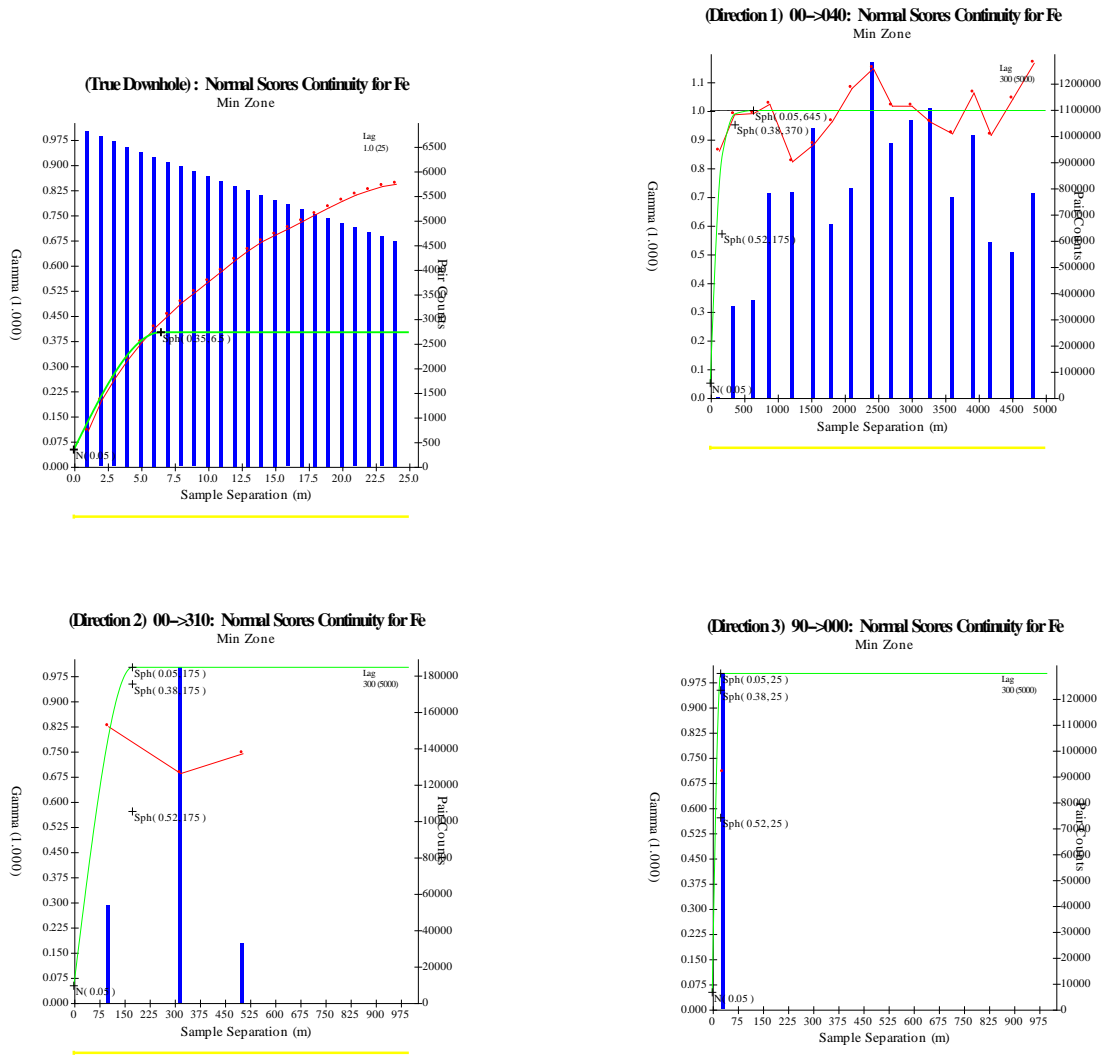 (True Downhole) : Normal Scores Continuity for Fe
Min Zone
Lag
1.0 (25)
Gamma (1.000)
0.975
0.900
0.825
0.750
0.675
0.600
0.525
0.450
0.375
0.300
0.225
0.150
0.075
0.000
6500
6000
5500
5000
4500
4000
3500
3000
2500
2000
1500
1000
500
0
Pair Counts
Sph( 0.35, 6.5 )
N( 0.05
0.0 2.5 5.0 7.5 10.0 12.5 15.0 17.5 20.0 22.5 25.0
Sample Separation (m)
(Direction 1) 00-->040: Normal Scores Continuity for Fe
Min Zone
Lag
300 (5000)
Gamma (1.000)
1.1
1.0
0.9
0.8
0.7
0.6
0.5
0.4
0.3
0.2
0.1
0.0
1200000
1100000
1000000
900000
800000
700000
600000
500000
400000
300000
200000
100000
0
Pair Counts
Sph( 0.05, 645 )
Sph( 0.38, 370 )
Sph( 0.52, 175 )
N( 0.05 )
0 500 1000 1500 2000 2500 3000 3500 4000 4500 5000
Sample Separation (m)
(Direction 2) 00-->310: Normal Scores Continuity for Fe
Min Zone
Lag
300 (5000)
Gamma (1.000)
0.975
0.900
0.825
0.750
0.675
0.600
0.525
0.450
0.375
0.300
0.225
0.150
0.075
0.000
180000
160000
140000
120000
100000
80000
60000
40000
20000
0
Pair Counts
Sph( 0.05, 175 )
Sph( 0.38, 175 )
Sph( 0.52, 175 )
N( 0.05 )
0 75 150 225 300 375 450 525 600 675 750 825 900 975
Sample Separation (m)
(Direction 3) 90-->000: Normal Scores Continuity for Fe
Min Zone
Lag
300 (5000)
Gamma (1.000)
0.975
0.900
0.825
0.750
0.675
0.600
0.525
0.450
0.375
0.300
0.225
0.150
0.075
0.000
120000
110000
100000
90000
80000
70000
60000
50000
40000
30000
20000
10000
0
Pair Counts
Sph( 0.05, 25 )
Sph( 0.38, 25 )
Sph( 0.52, 25 )
N( 0.05 )
0 75 150 225 300 375 450 525 600 675 750 825 900 975
Sample Separation (m)